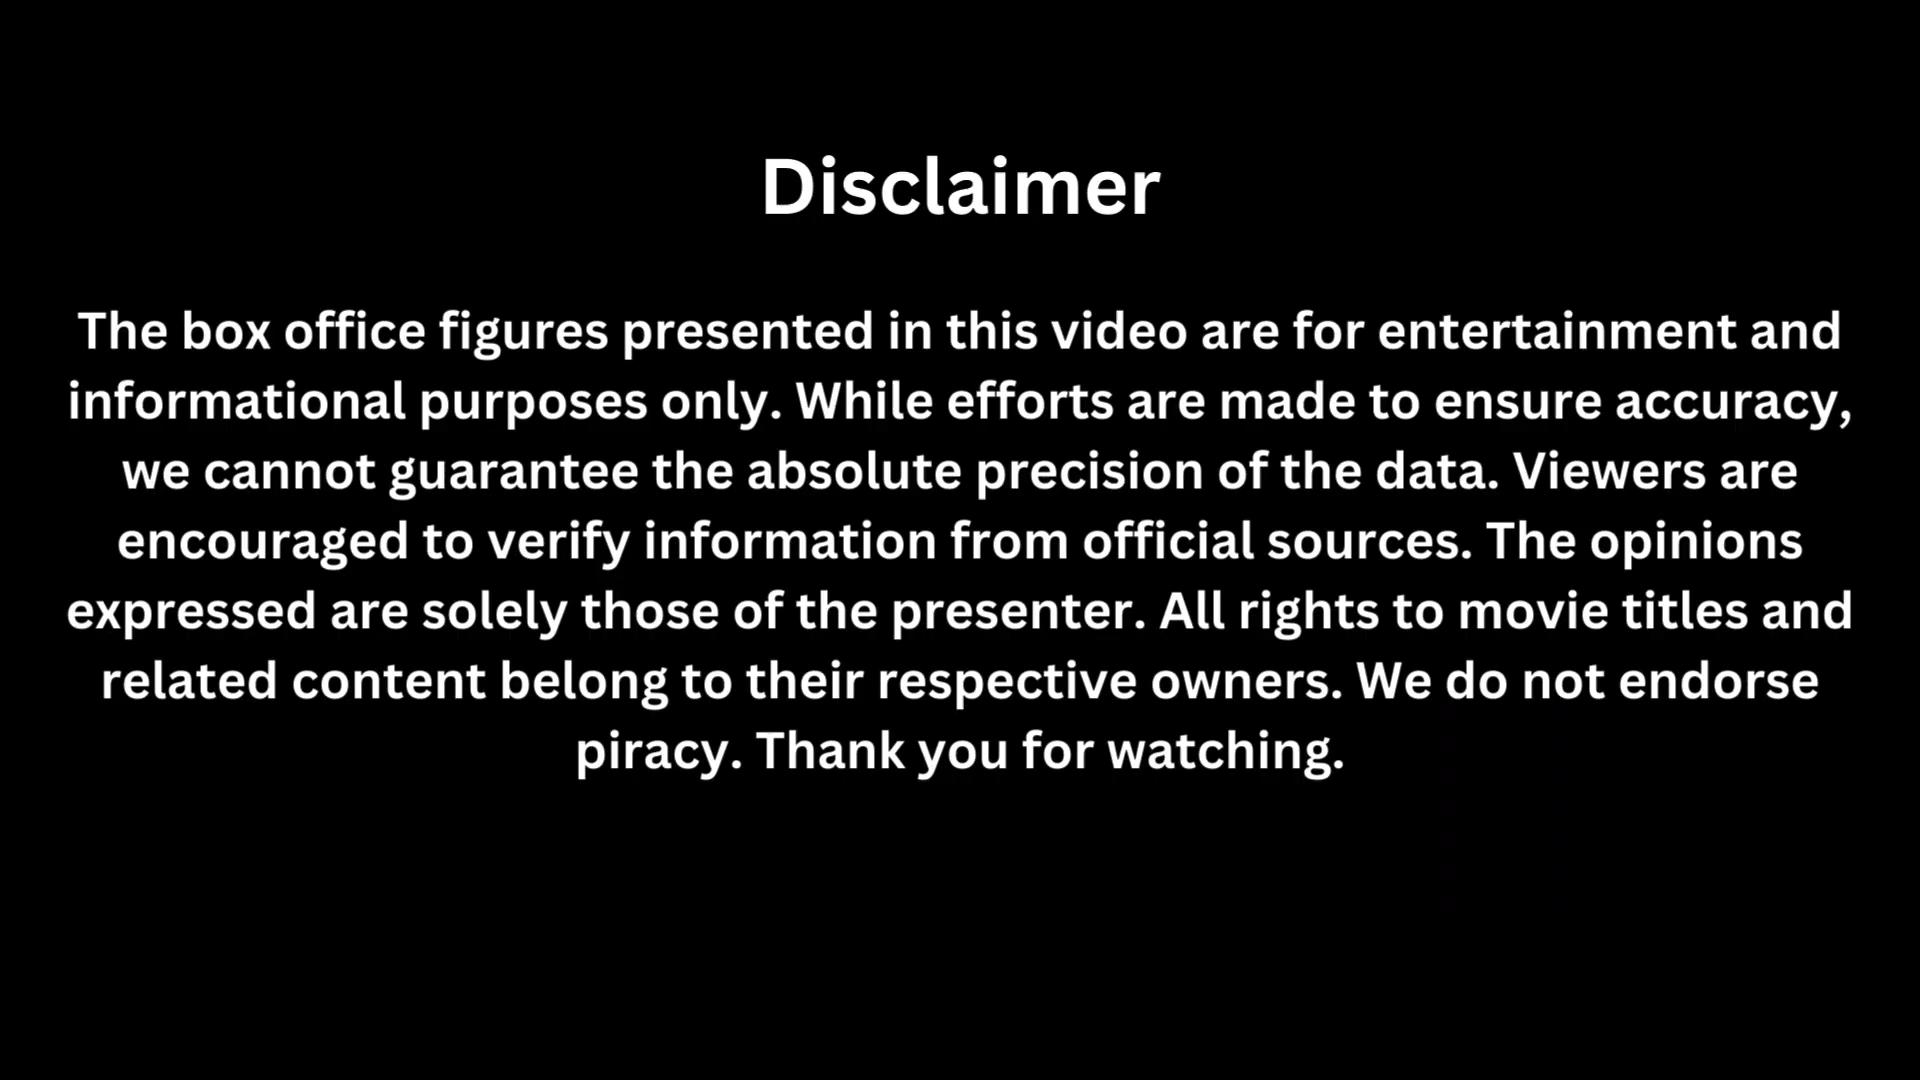 Disclaimer
The box office figures presented in this video are for entertainment and
informational purposes only. While efforts are made to ensure accuracy,
we cannot guarantee the absolute precision of the data. Viewers are
encouraged to verify information from official sources. The opinions
expressed are solely those of the presenter. All rights to movie titles and
related content belong to their respective owners. We do not endorse
piracy. Thank you for watching.